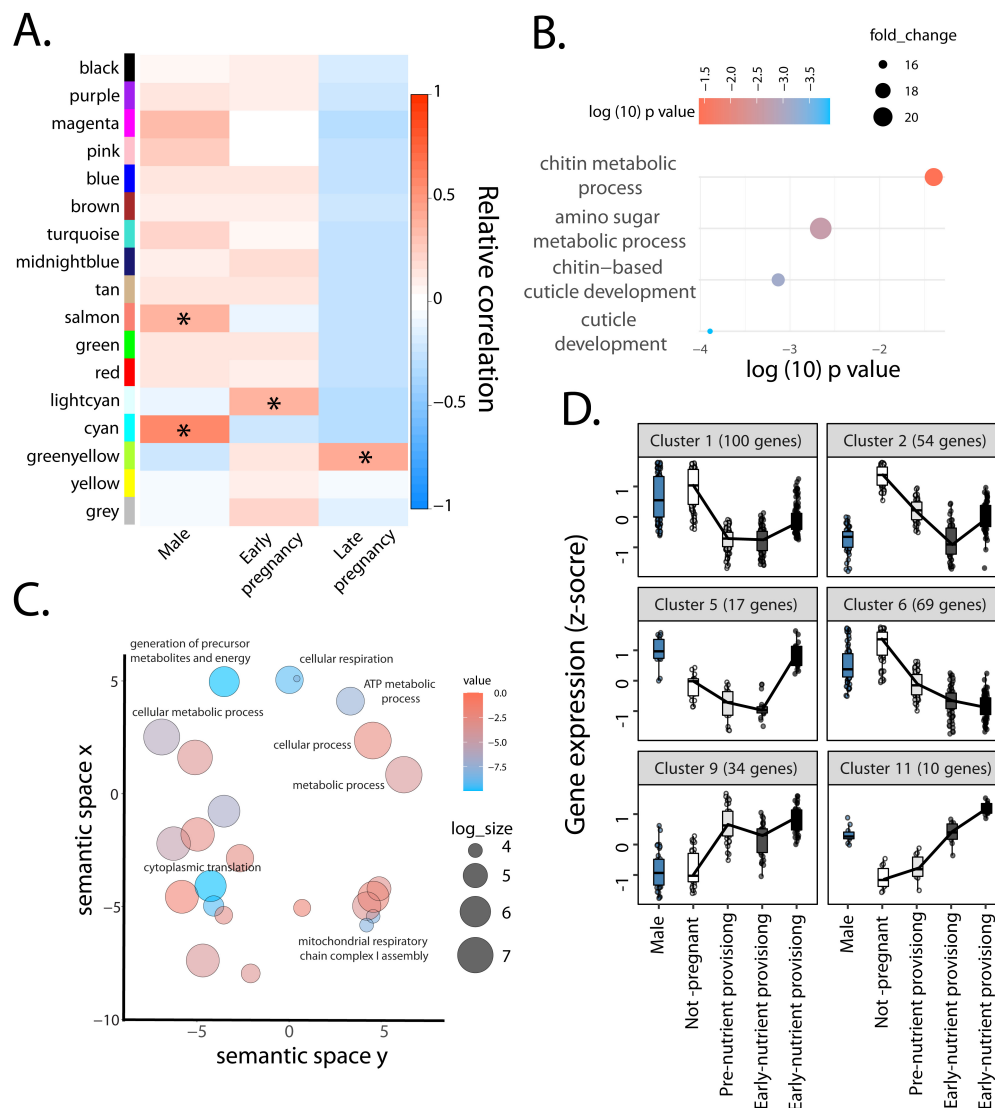 A.
black
purple
magenta
pink
blue
brown
turquoise
midnightblue
tan
salmon
green
red
lightcyan
cyan
greenyellow
yellow
grey
*
*
*
*
Male
Early
pregnancy
Late
pregnancy
1
0.5
0
−0.5
−1
Relative correlation
B.
fold_change
16
18
20
−1.5
−2.0
−2.5
−3.5
log (10) p value
chitin metabolic
process
amino sugar
metabolic process
chitin−based
cuticle development
cuticle
development
−4
−3
−2
log (10) p value
C.
generation of precursor
metabolites and energy
cellular respiration
ATP metabolic
process
cellular metabolic process
cellular process
metabolic process
cytoplasmic translation
mitochondrial respiratory
chain complex I assembly
5
0
−5
−10
−5
0
5
semantic space x
semantic space y
value
0.0
−2.5
−5.0
−7.5
log_size
4
5
6
7
D.
Gene expression (z-socre)
Cluster 1 (100 genes)
Cluster 2 (54 genes)
1
0
-1
Cluster 5 (17 genes)
Cluster 6 (69 genes)
1
0
-1
Cluster 9 (34 genes)
Cluster 11 (10 genes)
1
0
-1
Male
Not -pregnant
Pre-nutrient provisioning
Early-nutrient provisiong
Early-nutrient provisiong
Male
Not -pregnant
Pre-nutrient provisioning
Early-nutrient provisiong
Early-nutrient provisiong